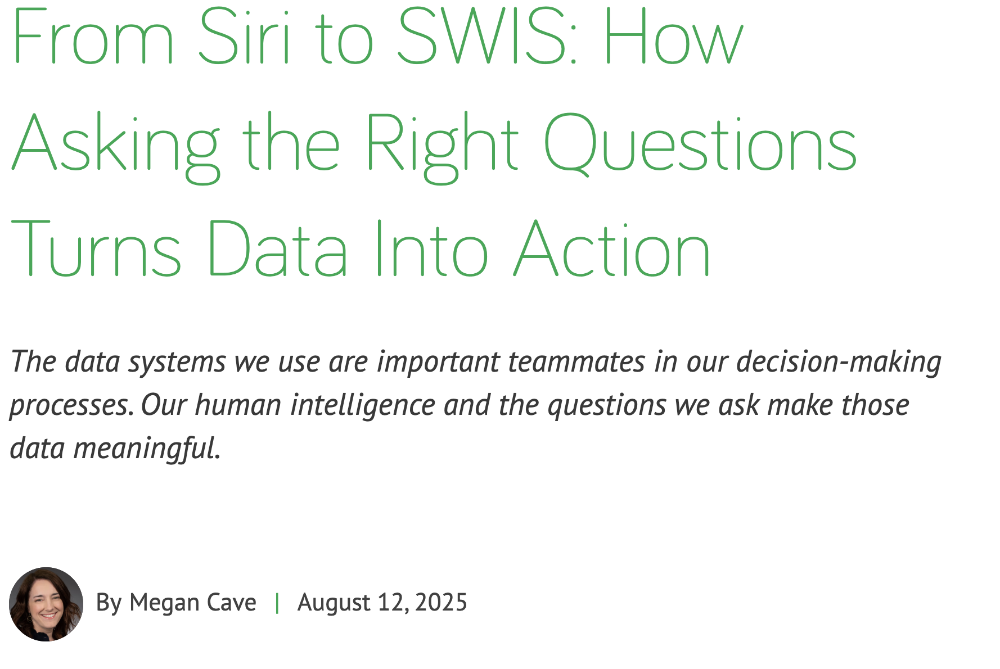 From Siri to SWIS: How
Asking the Right Questions
Turns Data Into Action
The data systems we use are important teammates in our decision-making
processes. Our human intelligence and the questions we ask make those
data meaningful.
By Megan Cave | August 12, 2025